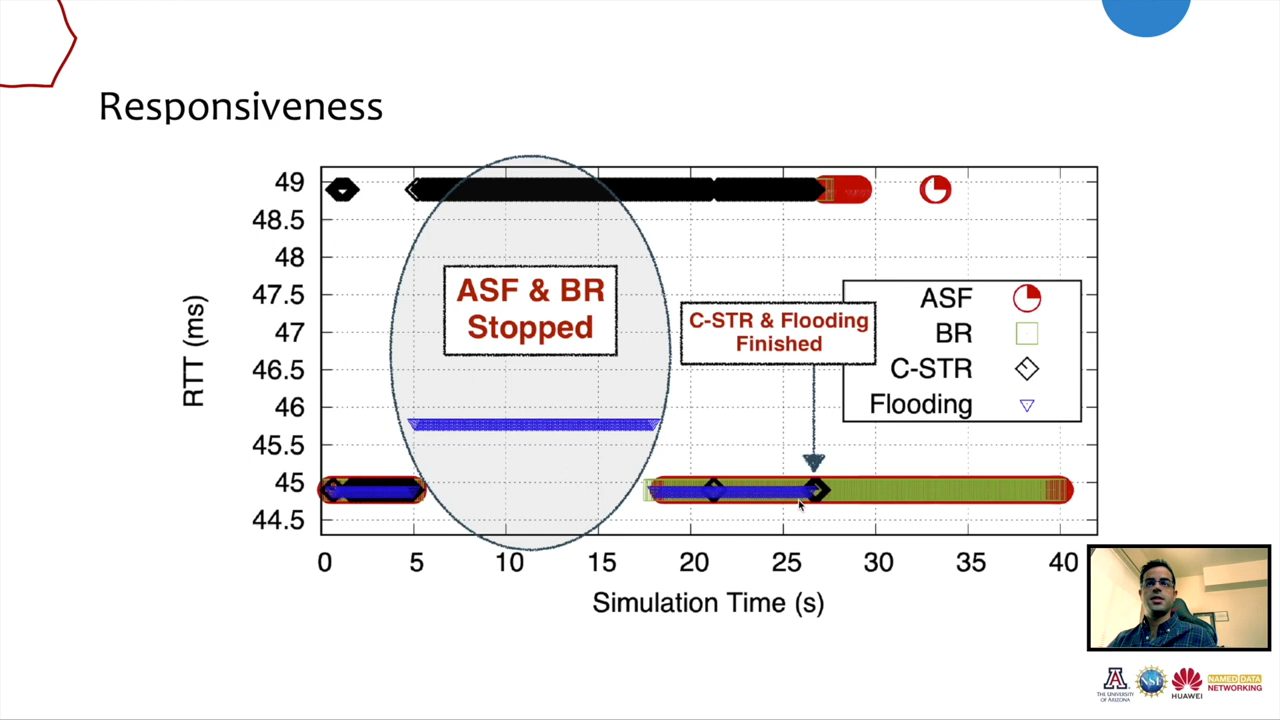 Responsiveness
49
48.5
48
47.5
47
46.5
46
45.5
45
44.5
RTT (ms)
ASF & BR
Stopped
C-STR & Flooding
Finished
ASF
BR
C-STR
Flooding
0 5 10 15 20 25 30 35 40
Simulation Time (s)
THE UNIVERSITY
OF ARIZONA
NSF
HUAWEI
NAMED DATA
NETWORKING